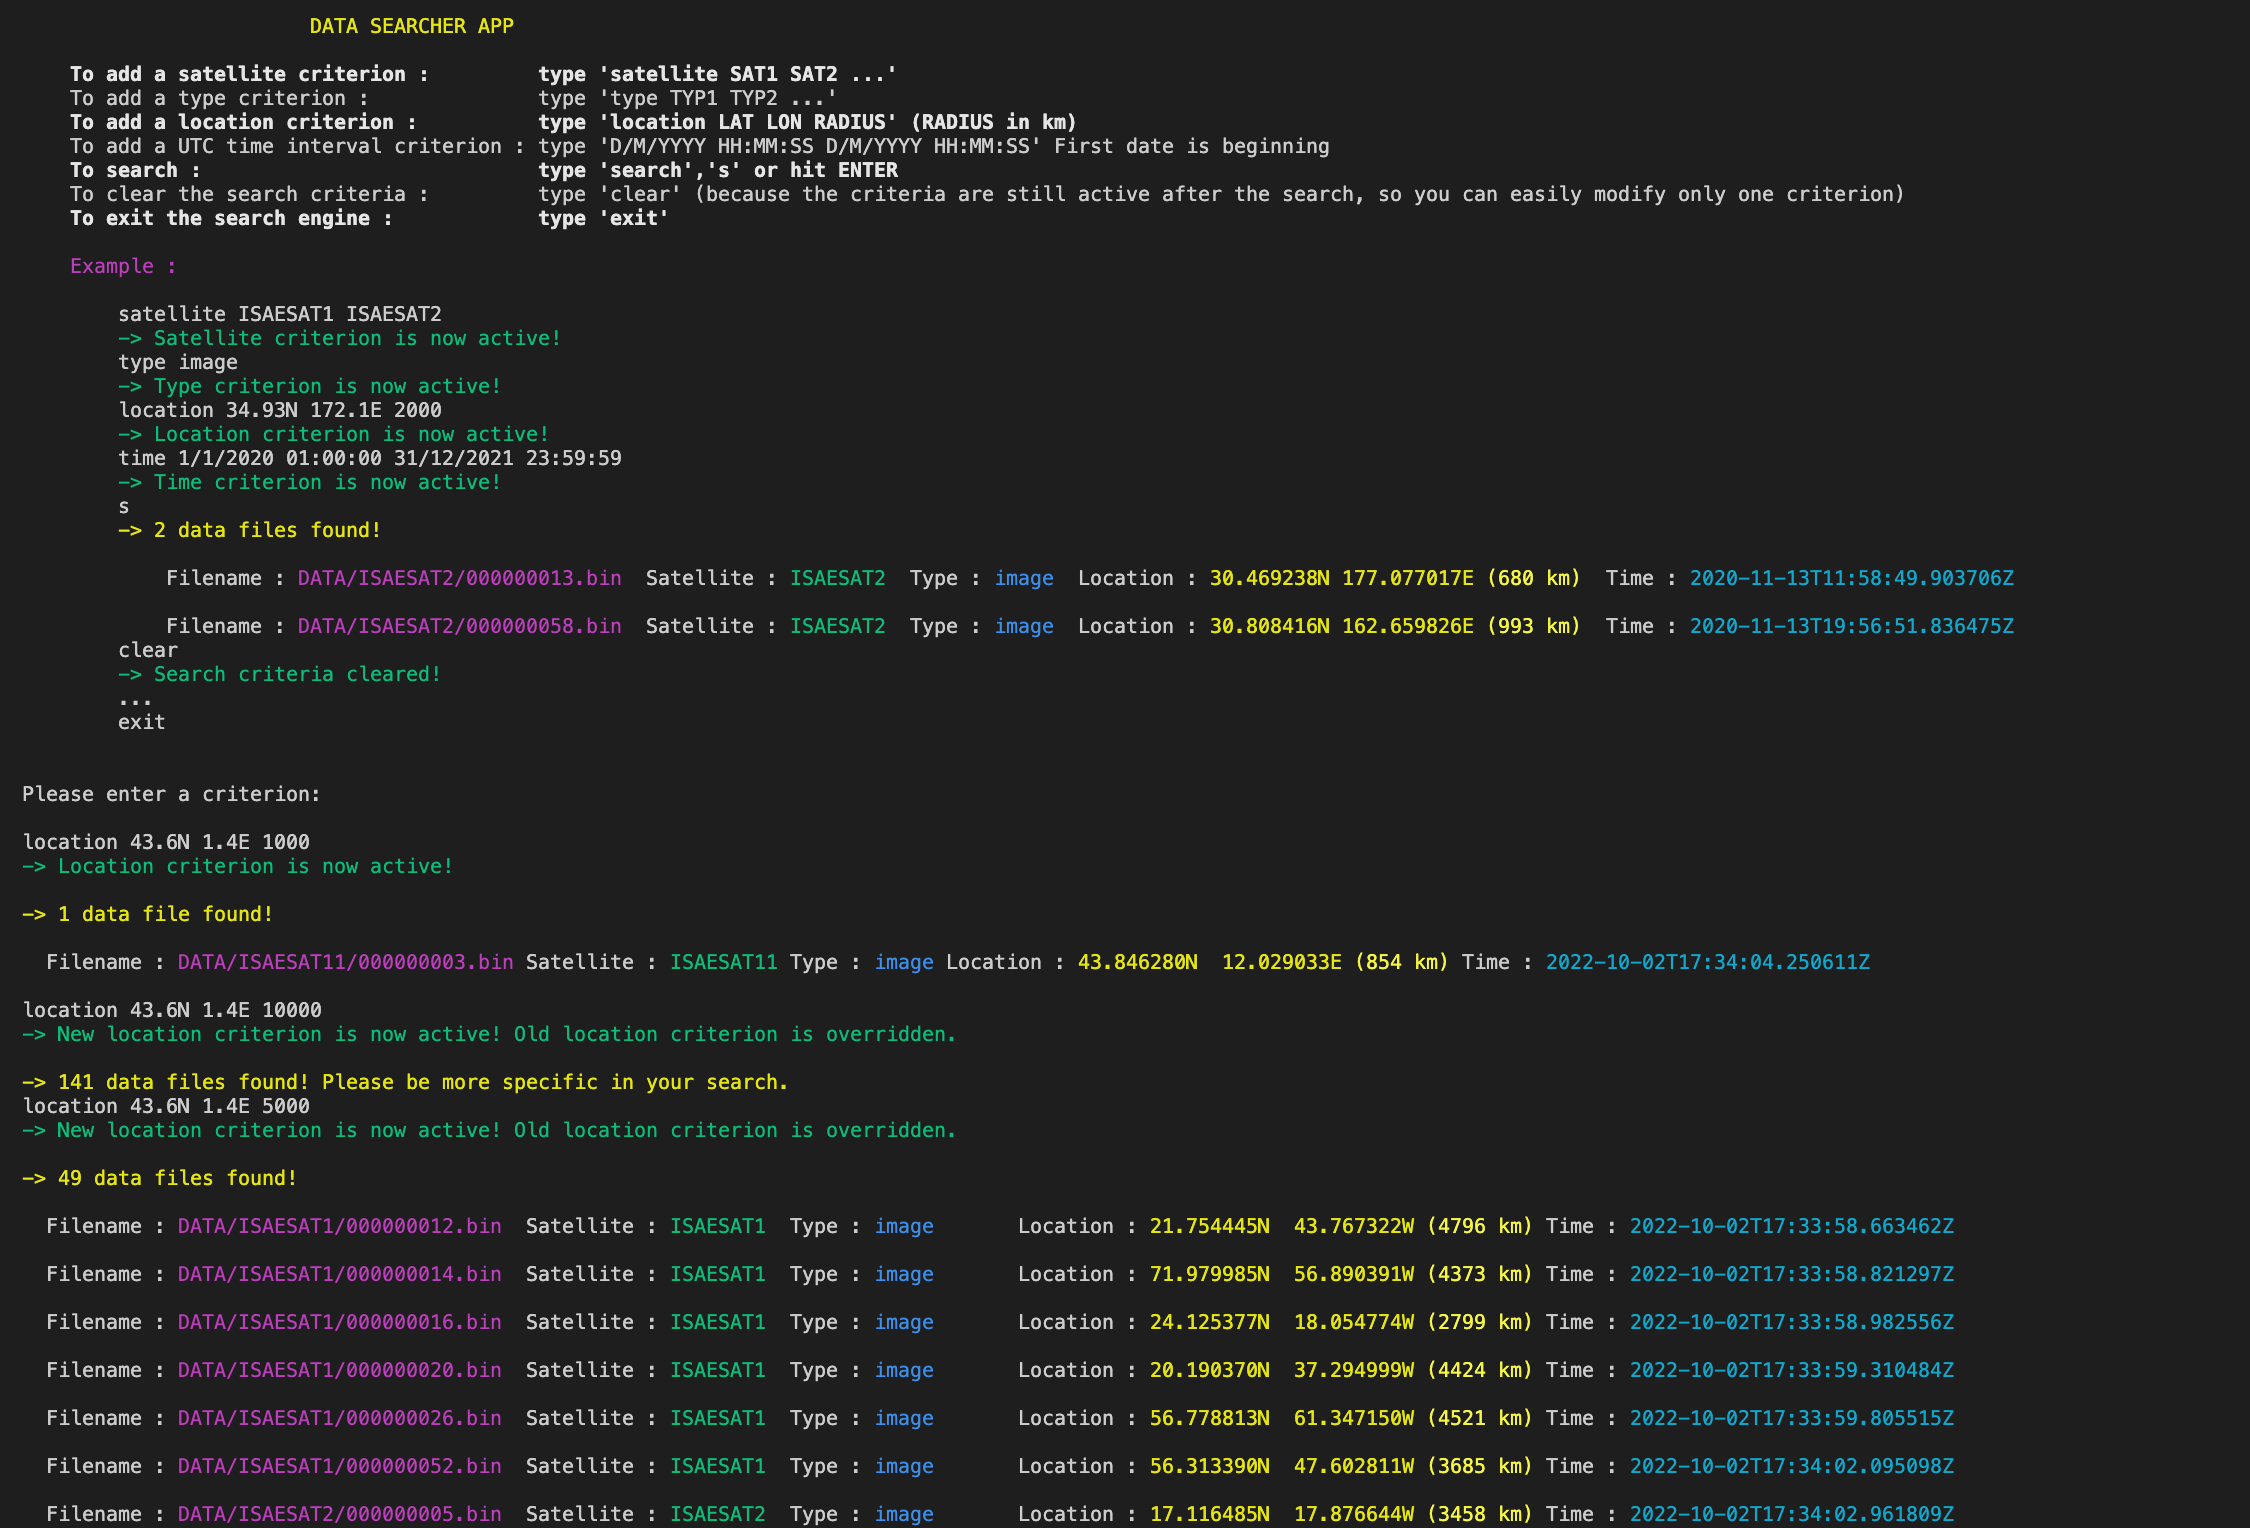 DATA SEARCHER APP
To add a satellite criterion : type 'satellite SAT1 SAT2 ...'
To add a type criterion : type 'type TYP1 TYP2 ...'
To add a location criterion : type 'location LAT LON RADIUS' (RADIUS in km)
To add a UTC time interval criterion : type 'D/M/YYYY HH:MM:SS D/M/YYYY HH:MM:SS' First date is beginning
To search : type 'search','s' or hit ENTER
To clear the search criteria : type 'clear' (because the criteria are still active after the search, so you can easily modify only one criterion)
To exit the search engine : type 'exit'
Example :
satellite ISAESAT1 ISAESAT2
-> Satellite criterion is now active!
type image
-> Type criterion is now active!
location 34.93N 172.1E 2000
-> Location criterion is now active!
time 1/1/2020 01:00:00 31/12/2021 23:59:59
-> Time criterion is now active!
s
-> 2 data files found!
Filename : DATA/ISAESAT2/000000013.bin Satellite : ISAESAT2 Type : image Location : 30.469238N 177.077017E (680 km) Time : 2020-11-13T11:58:49.903706Z
Filename : DATA/ISAESAT2/000000058.bin Satellite : ISAESAT2 Type : image Location : 30.808416N 162.659826E (993 km) Time : 2020-11-13T19:56:51.836475Z
clear
-> Search criteria cleared!
...
exit
Please enter a criterion:
location 43.6N 1.4E 1000
-> Location criterion is now active!
-> 1 data file found!
Filename : DATA/ISAESAT11/000000003.bin Satellite : ISAESAT11 Type : image Location : 43.846280N 12.029033E (854 km) Time : 2022-10-02T17:34:04.250611Z
location 43.6N 1.4E 10000
-> New location criterion is now active! Old location criterion is overridden.
-> 141 data files found! Please be more specific in your search.
location 43.6N 1.4E 5000
-> New location criterion is now active! Old location criterion is overridden.
-> 49 data files found!
Filename : DATA/ISAESAT1/000000012.bin Satellite : ISAESAT1 Type : image Location : 21.754445N 43.767322W (4796 km) Time : 2022-10-02T17:33:58.663462Z
Filename : DATA/ISAESAT1/000000014.bin Satellite : ISAESAT1 Type : image Location : 71.979985N 56.890391W (4373 km) Time : 2022-10-02T17:33:58.821297Z
Filename : DATA/ISAESAT1/000000016.bin Satellite : ISAESAT1 Type : image Location : 24.125377N 18.054774W (2799 km) Time : 2022-10-02T17:33:58.982556Z
Filename : DATA/ISAESAT1/000000020.bin Satellite : ISAESAT1 Type : image Location : 20.190370N 37.294999W (4424 km) Time : 2022-10-02T17:33:59.310484Z
Filename : DATA/ISAESAT1/000000026.bin Satellite : ISAESAT1 Type : image Location : 56.778813N 61.347150W (4521 km) Time : 2022-10-02T17:33:59.805515Z
Filename : DATA/ISAESAT1/000000052.bin Satellite : ISAESAT1 Type : image Location : 56.313390N 47.602811W (3685 km) Time : 2022-10-02T17:34:02.095098Z
Filename : DATA/ISAESAT2/000000005.bin Satellite : ISAESAT2 Type : image Location : 17.116485N 17.876644W (3458 km) Time : 2022-10-02T17:34:02.961809Z